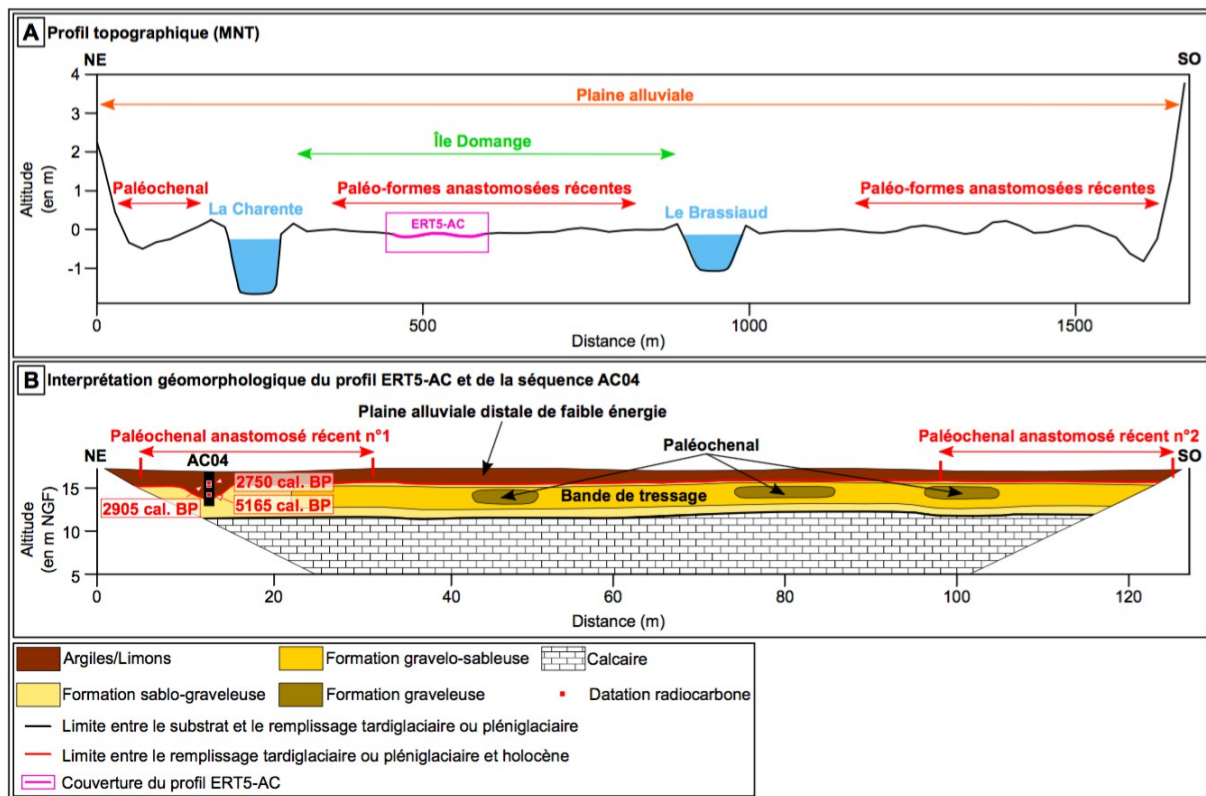 A Profil topographique (MNT)
NE
SO
4
3
2
1
0
-1
Altitude
(en m)
Plaine alluviale
Île Domange
Paléochenal
Paléo-formes anastomosées récentes
Paléo-formes anastomosées récentes
La Charente
ERT5-AC
Le Brassiaud
0
500
1000
1500
Distance (m)
B Interprétation géomorphologique du profil ERT5-AC et de la séquence AC04
Plaine alluviale distale de faible énergie
Paléochenal anastomosé récent n°1
Paléochenal
Paléochenal anastomosé récent n°2
NE
AC04
SO
2750 cal. BP
2905 cal. BP
5165 cal. BP
Bande de tressage
15
10
5
Altitude
(en m NGF)
0
20
40
60
80
100
120
Distance (m)
Argiles/Limons
Formation gravelo-sableuse
Calcaire
Formation sablo-graveleuse
Formation graveleuse
Datation radiocarbone
Limite entre le substrat et le remplissage tardiglaciaire ou pléniglaciaire
Limite entre le remplissage tardiglaciaire ou pléniglaciaire et holocène
Couverture du profil ERT5-AC